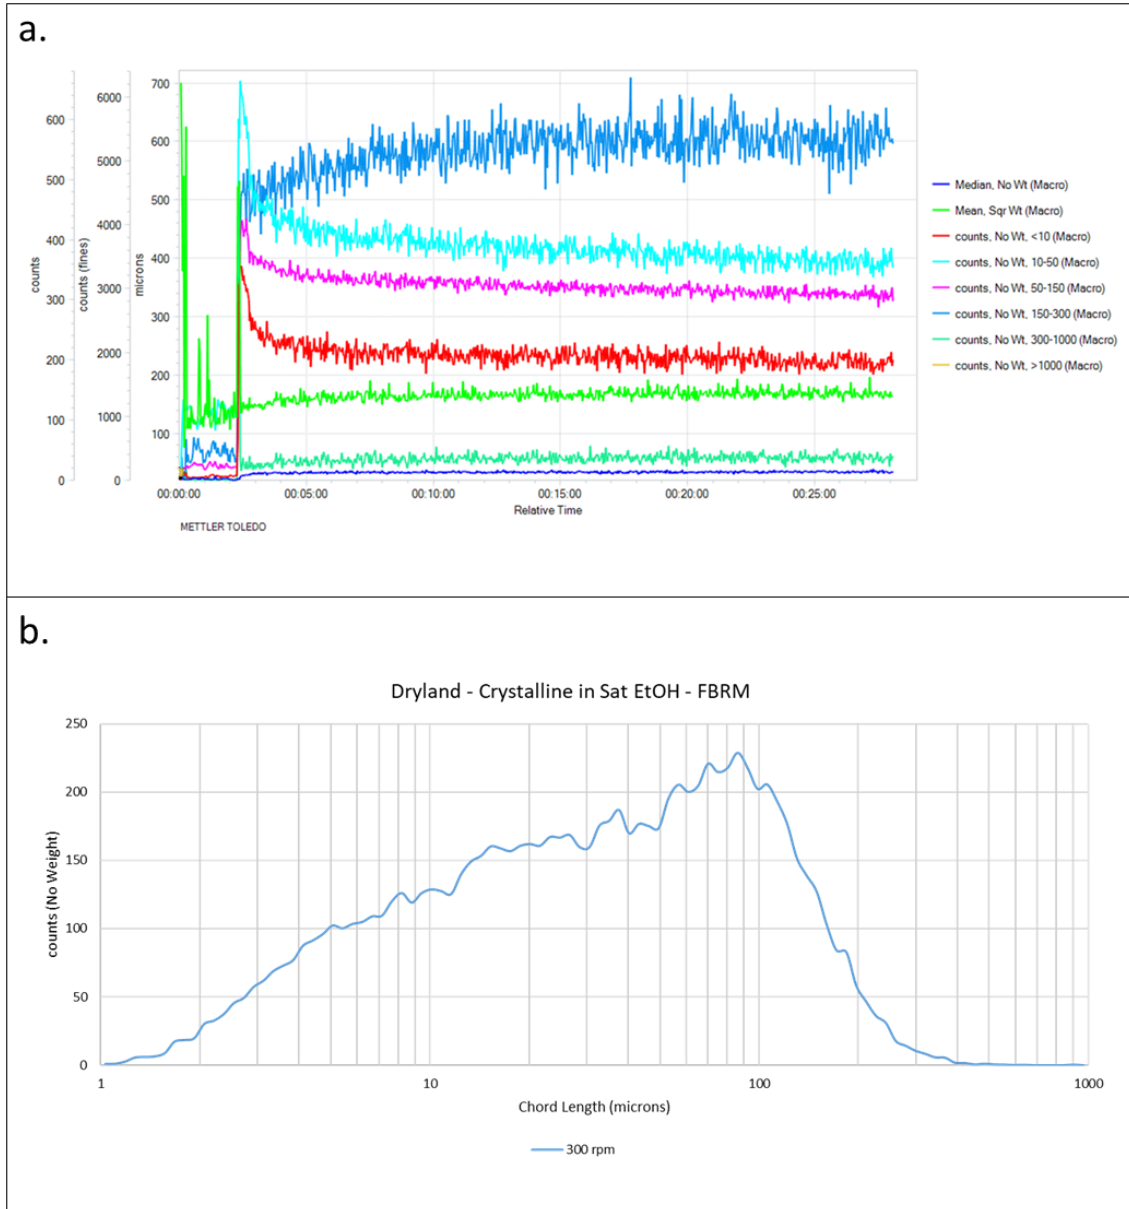 a.
counts
600
500
400
300
200
100
0
counts (fines)
6000
5000
4000
3000
2000
1000
0
microns
700
600
500
400
300
200
100
00:00:00 00:05:00 00:10:00 00:15:00 00:20:00 00:25:00
Relative Time
METTLER TOLEDO
Median, No Wt (Macro)
Mean, Sqr Wt (Macro)
counts, No Wt, <10 (Macro)
counts, No Wt, 10-50 (Macro)
counts, No Wt, 50-150 (Macro)
counts, No Wt, 150-300 (Macro)
counts, No Wt, 300-1000 (Macro)
counts, No Wt, >1000 (Macro)
b.
Dryland - Crystalline in Sat EtOH - FBRM
counts (No Weight)
250
200
150
100
50
0
1 10 100 1000
Chord Length (microns)
300 rpm